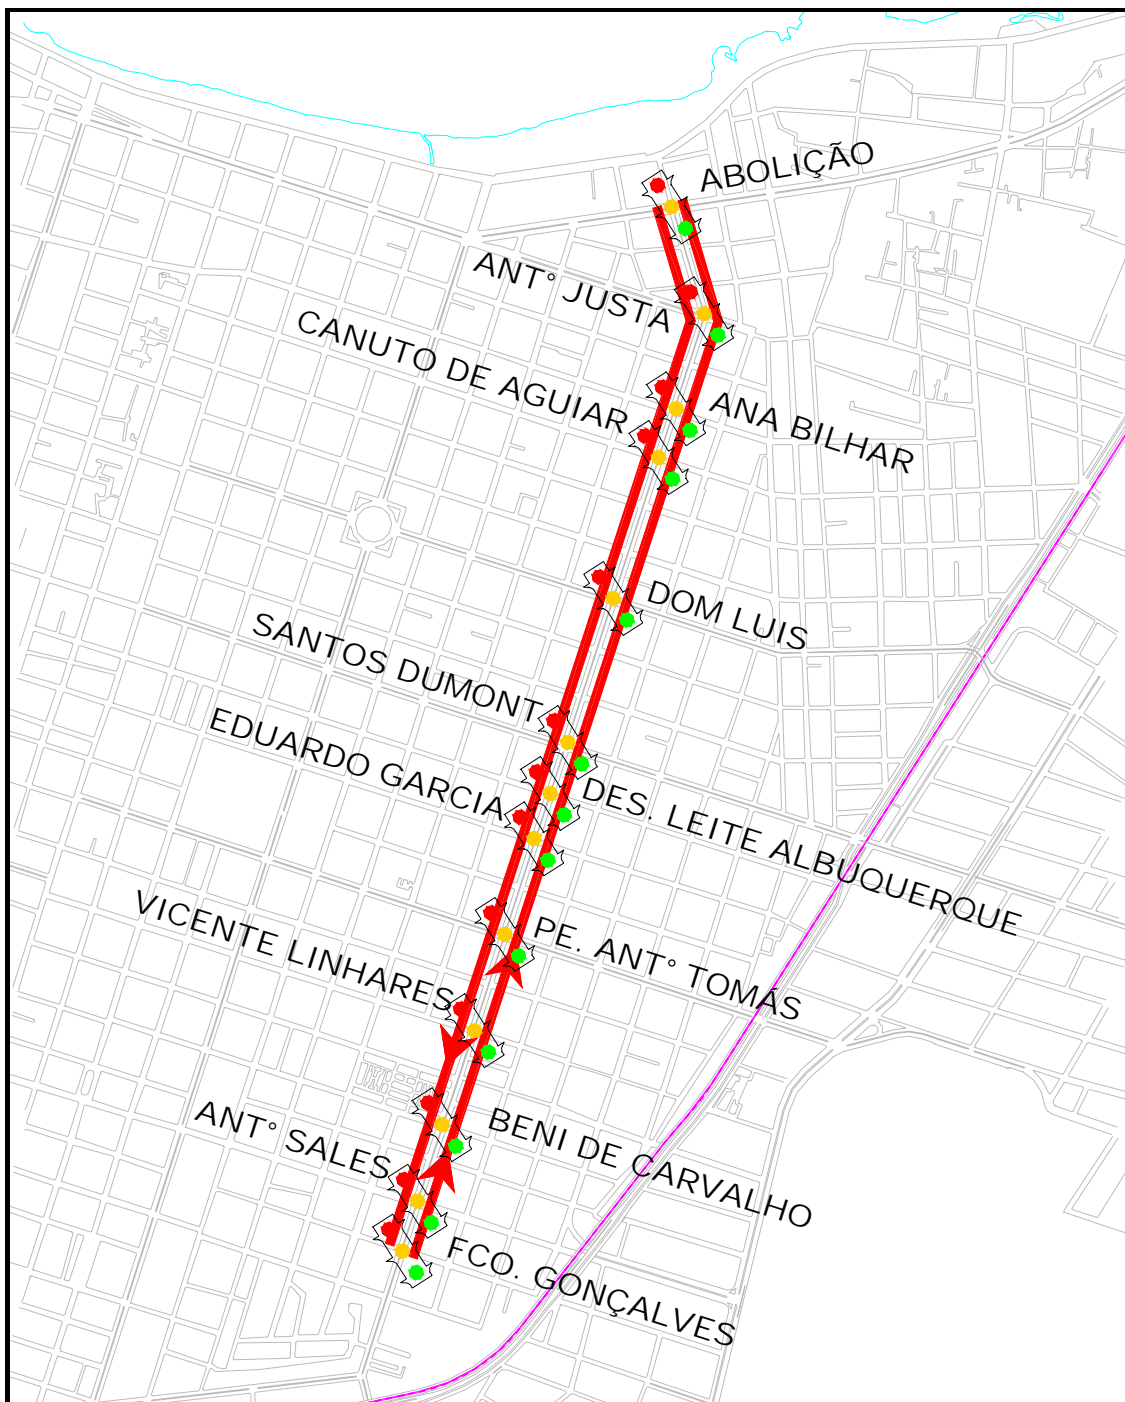 ABOLIÇÃO
ANT° JUSTA
CANUTO DE AGUIAR
ANA BILHAR
DOM LUIS
SANTOS DUMONT
EDUARDO GARCIA
DES. LEITE ALBUQUERQUE
VICENTE LINHARES
PE. ANT° TOMÁS
ANT° SALES
BENI DE CARVALHO
FCO. GONÇALVES